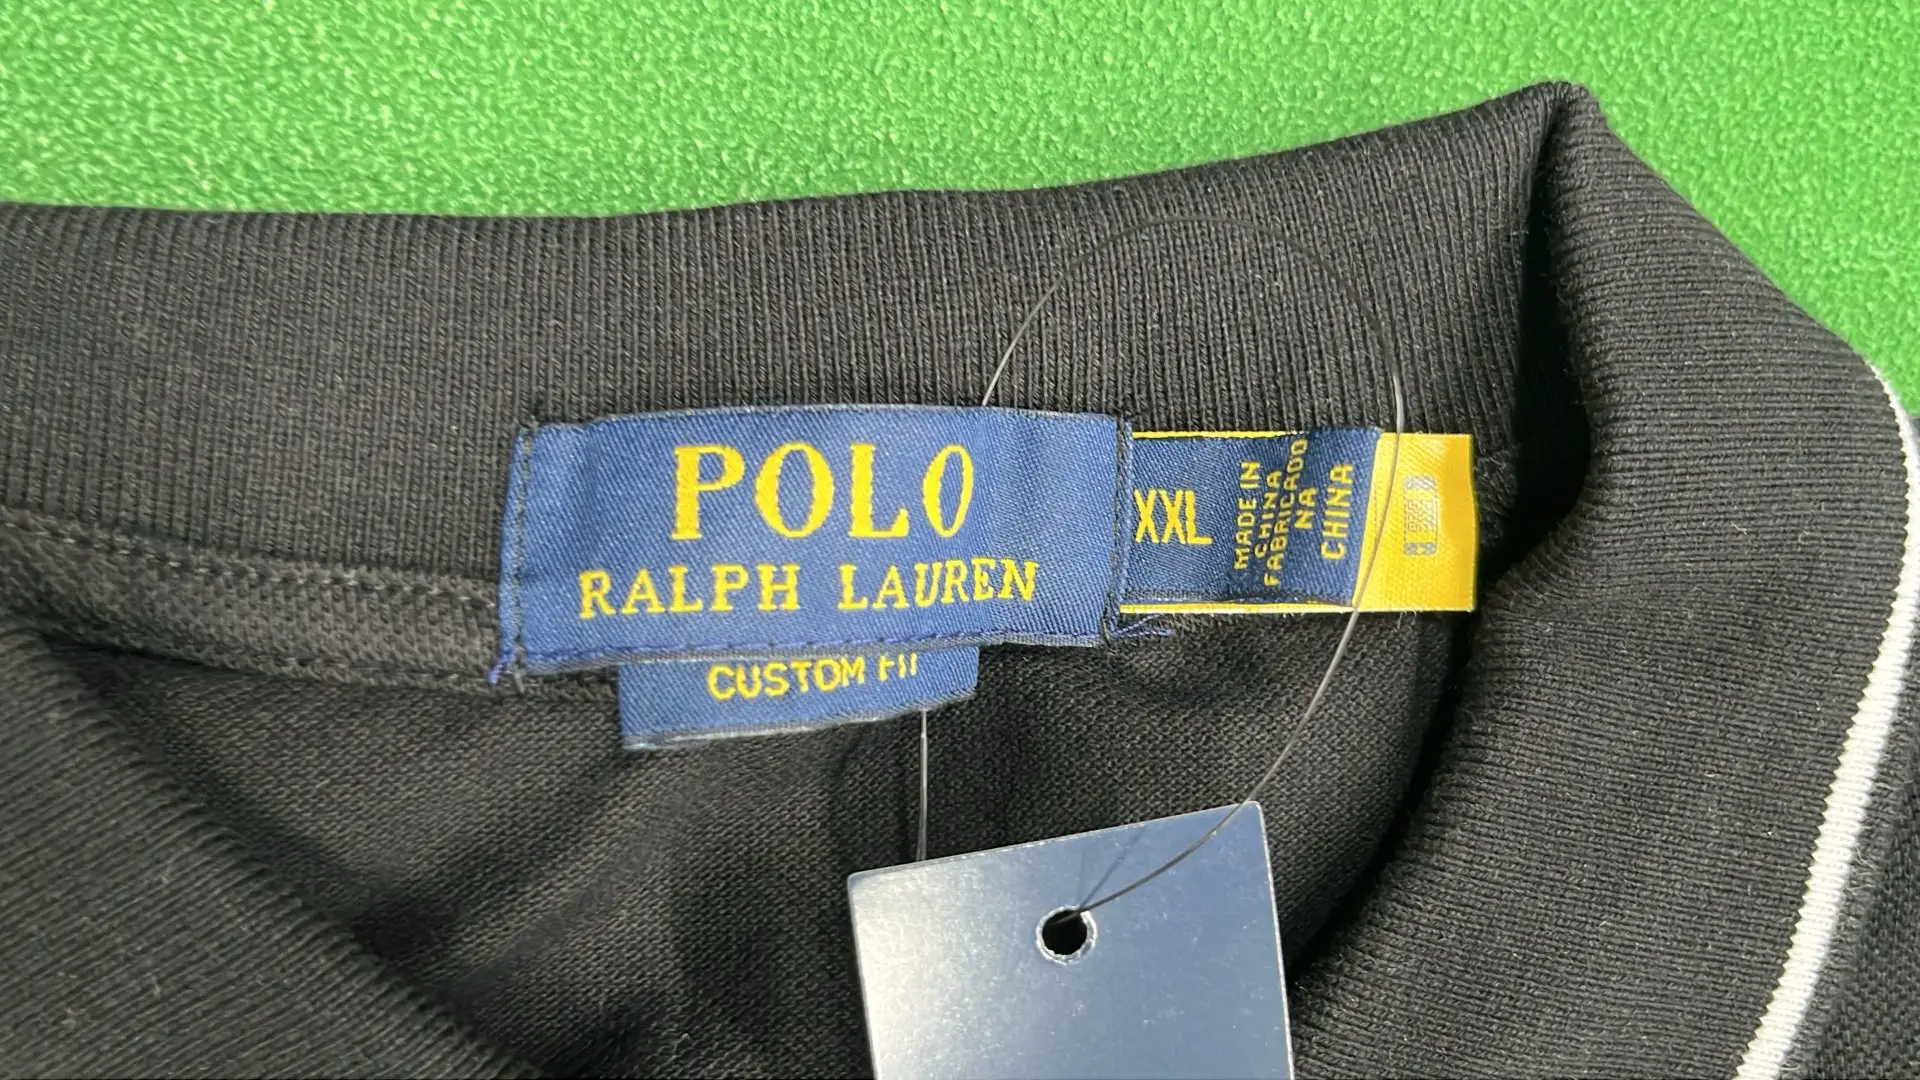 POLO
RALPH LAUREN
CUSTOM FIT
XXL
MADE IN
CHINA
FABRICADO
NA
CHINA